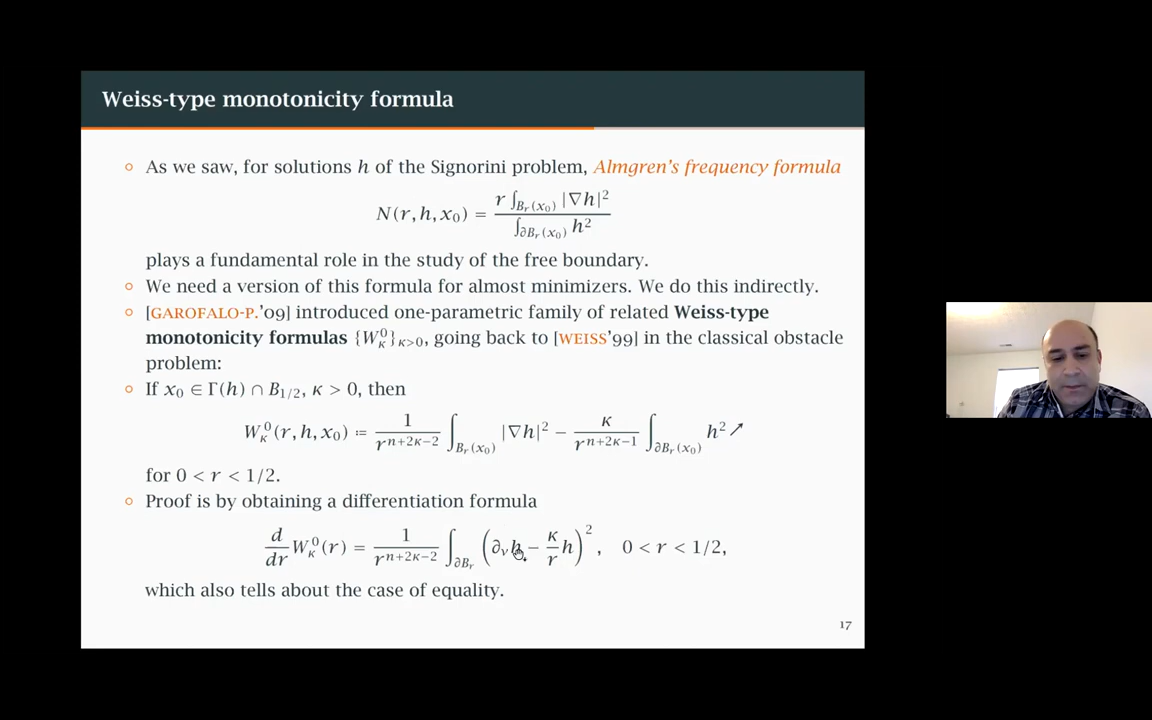 Weiss-type monotonicity formula
∘ As we saw, for solutions h of the Signorini problem, Almgren's frequency formula
N(r, h, x₀) = r ∫_{B_r(x₀)} |∇h|² / ∫_{∂B_r(x₀)} h²
plays a fundamental role in the study of the free boundary.
∘ We need a version of this formula for almost minimizers. We do this indirectly.
∘ [GAROFALO-P.'09] introduced one-parametric family of related Weiss-type
monotonicity formulas {W_κ^0}_{κ>0}, going back to [WEISS'99] in the classical obstacle
problem:
∘ If x₀ ∈ Γ(h) ∩ B_{1/2}, κ > 0, then
W_κ^0(r, h, x₀) ≔ 1/r^{n+2κ−2} ∫_{B_r(x₀)} |∇h|² − κ/r^{n+2κ−1} ∫_{∂B_r(x₀)} h² ↗
for 0 < r < 1/2.
∘ Proof is by obtaining a differentiation formula
d/dr W_κ^0(r) = 1/r^{n+2κ−2} ∫_{∂B_r} (∂_ν h − κ/r h)², 0 < r < 1/2,
which also tells about the case of equality.
17